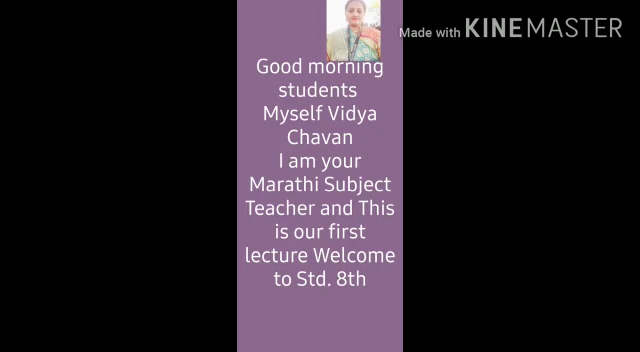 Made with KINEMASTER
Good morning
students
Myself Vidya
Chavan
I am your
Marathi Subject
Teacher and This
is our first
lecture Welcome
to Std. 8th